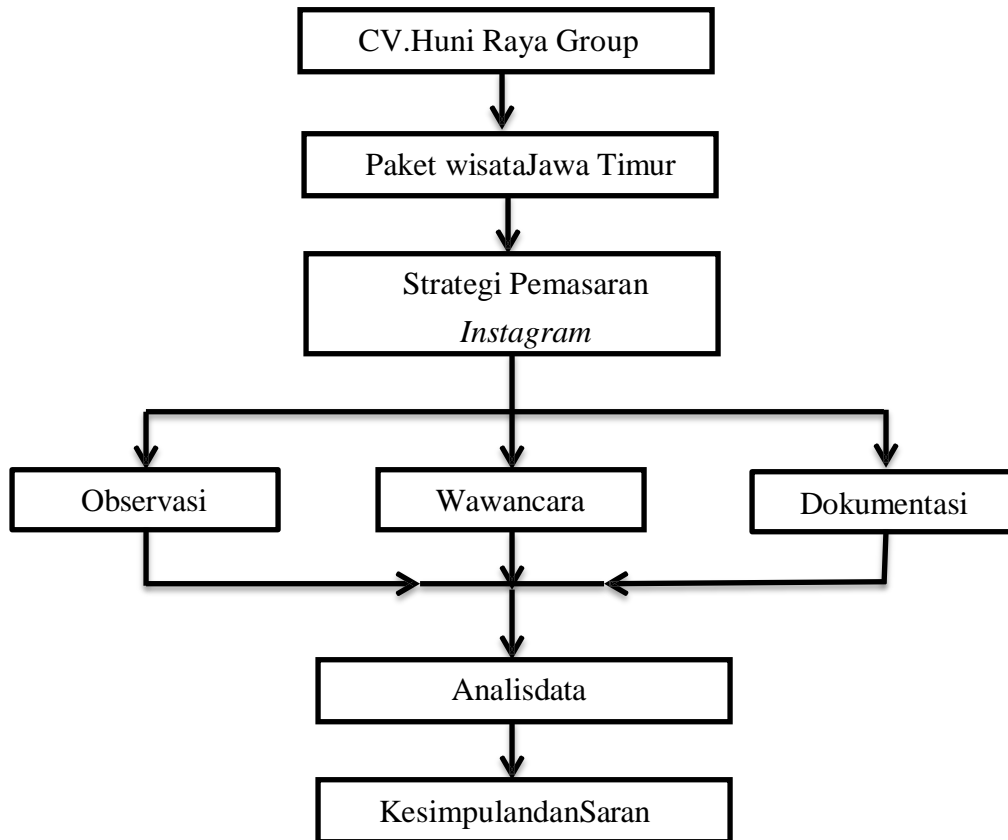 CV.Huni Raya Group
Paket wisataJawa Timur
Strategi Pemasaran
Instagram
Observasi
Wawancara
Dokumentasi
Analisdata
KesimpulandanSaran